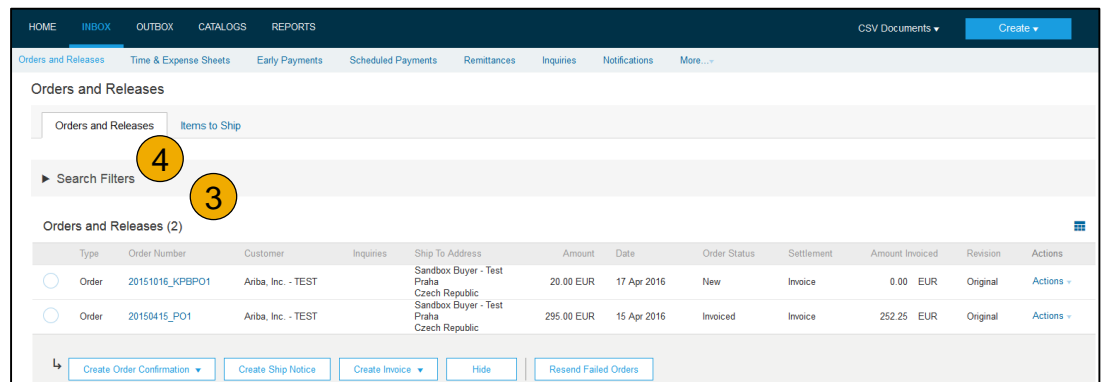 HOME INBOX OUTBOX CATALOGS REPORTS CSV Documents ▾ Create ▾
Orders and Releases Time & Expense Sheets Early Payments Scheduled Payments Remittances Inquiries Notifications More...
Orders and Releases
Orders and Releases Items to Ship
4
► Search Filters
3
Orders and Releases (2)
Type Order Number Customer Inquiries Ship To Address Amount Date Order Status Settlement Amount Invoiced Revision Actions
Sandbox Buyer - Test
Order 20151016_KPBPO1 Ariba, Inc. - TEST Praha 20.00 EUR 17 Apr 2016 New Invoice 0.00 EUR Original Actions
Czech Republic
Sandbox Buyer - Test
Order 20150415_PO1 Ariba, Inc. - TEST Praha 295.00 EUR 15 Apr 2016 Invoiced Invoice 252.25 EUR Original Actions
Czech Republic
Create Order Confirmation ▾ Create Ship Notice Create Invoice ▾ Hide Resend Failed Orders